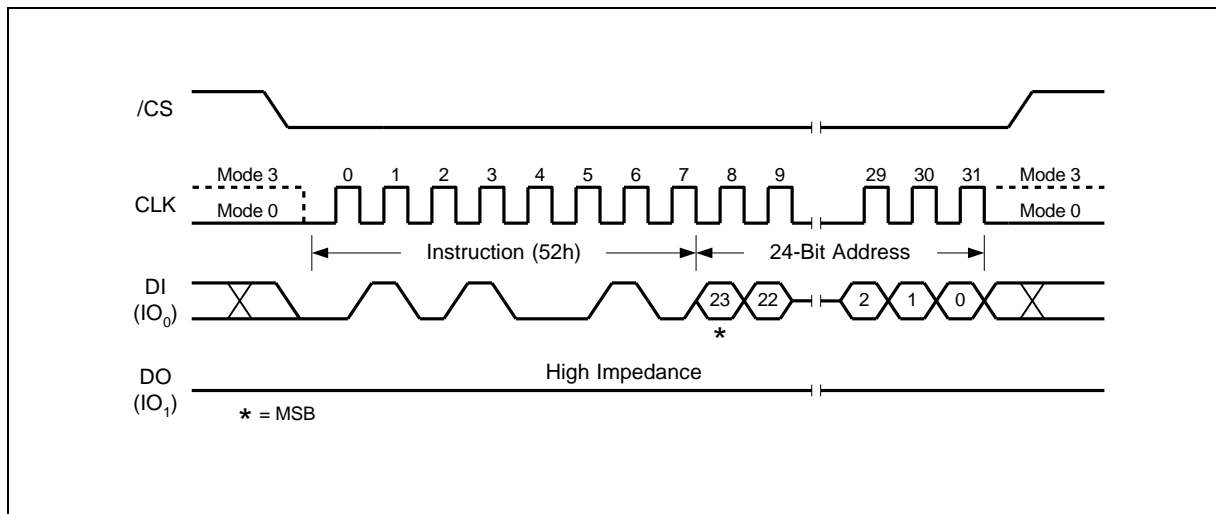 /CS
Mode 3 0 1 2 3 4 5 6 7 8 9 29 30 31 Mode 3
CLK Mode 0 Mode 0
Instruction (52h) 24-Bit Address
DI
(IO0) 23 22 2 1 0
*
DO High Impedance
(IO1)
* = MSB